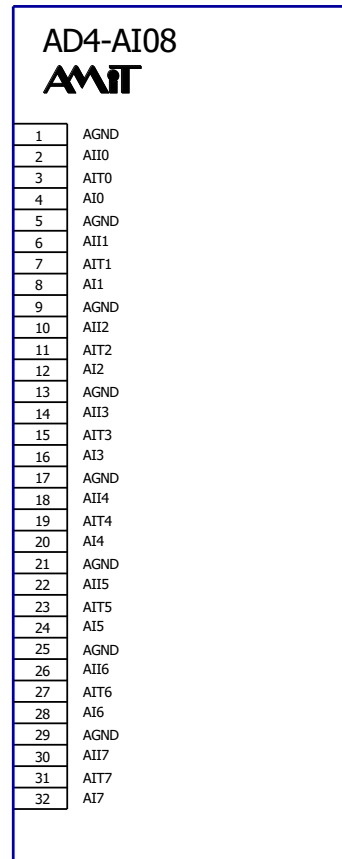 AD4-AI08
AMiT
1 AGND
2 AII0
3 AIT0
4 AI0
5 AGND
6 AII1
7 AIT1
8 AI1
9 AGND
10 AII2
11 AIT2
12 AI2
13 AGND
14 AII3
15 AIT3
16 AI3
17 AGND
18 AII4
19 AIT4
20 AI4
21 AGND
22 AII5
23 AIT5
24 AI5
25 AGND
26 AII6
27 AIT6
28 AI6
29 AGND
30 AII7
31 AIT7
32 AI7